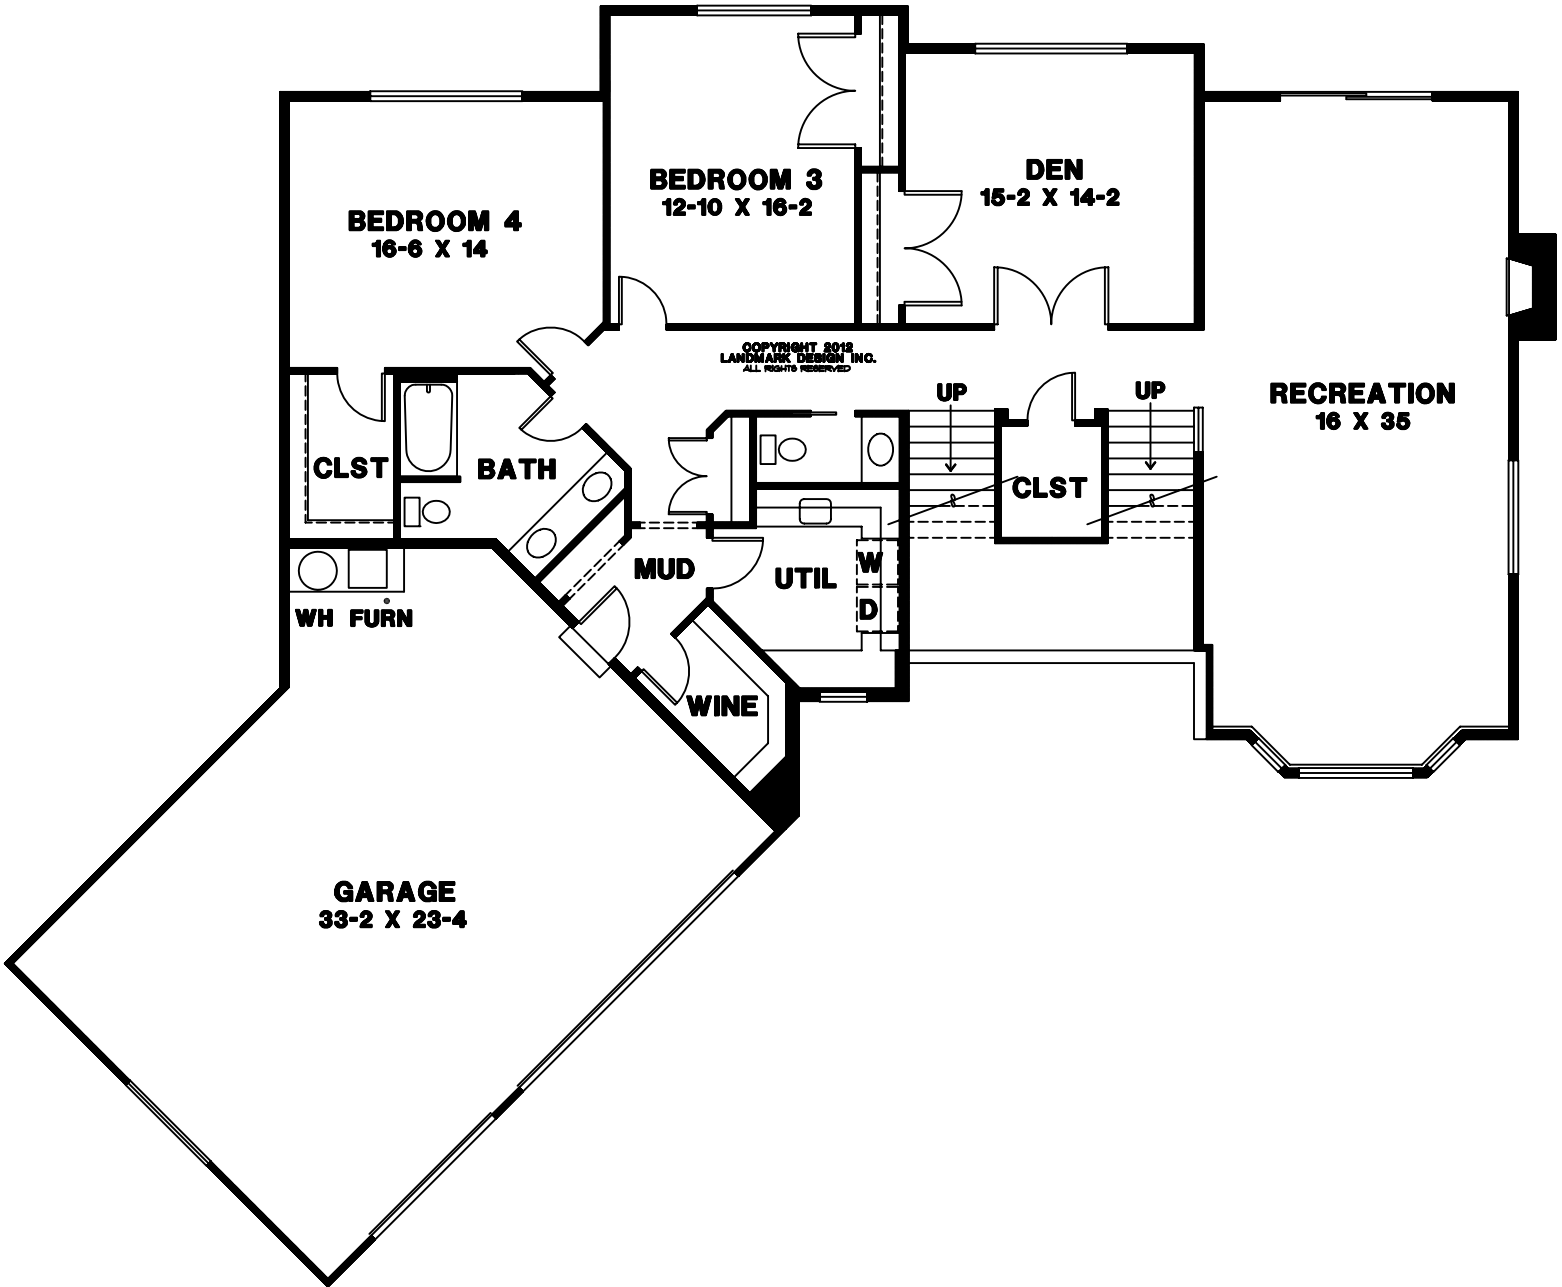 BEDROOM 3
12-10 X 16-2
DEN
15-2 X 14-2
BEDROOM 4
16-6 X 14
COPYRIGHT 2012
LANDMARK DESIGN INC.
ALL RIGHTS RESERVED
UP
UP
RECREATION
16 X 35
CLST
BATH
CLST
MUD
UTIL
W
D
WH FURN
WINE
GARAGE
33-2 X 23-4